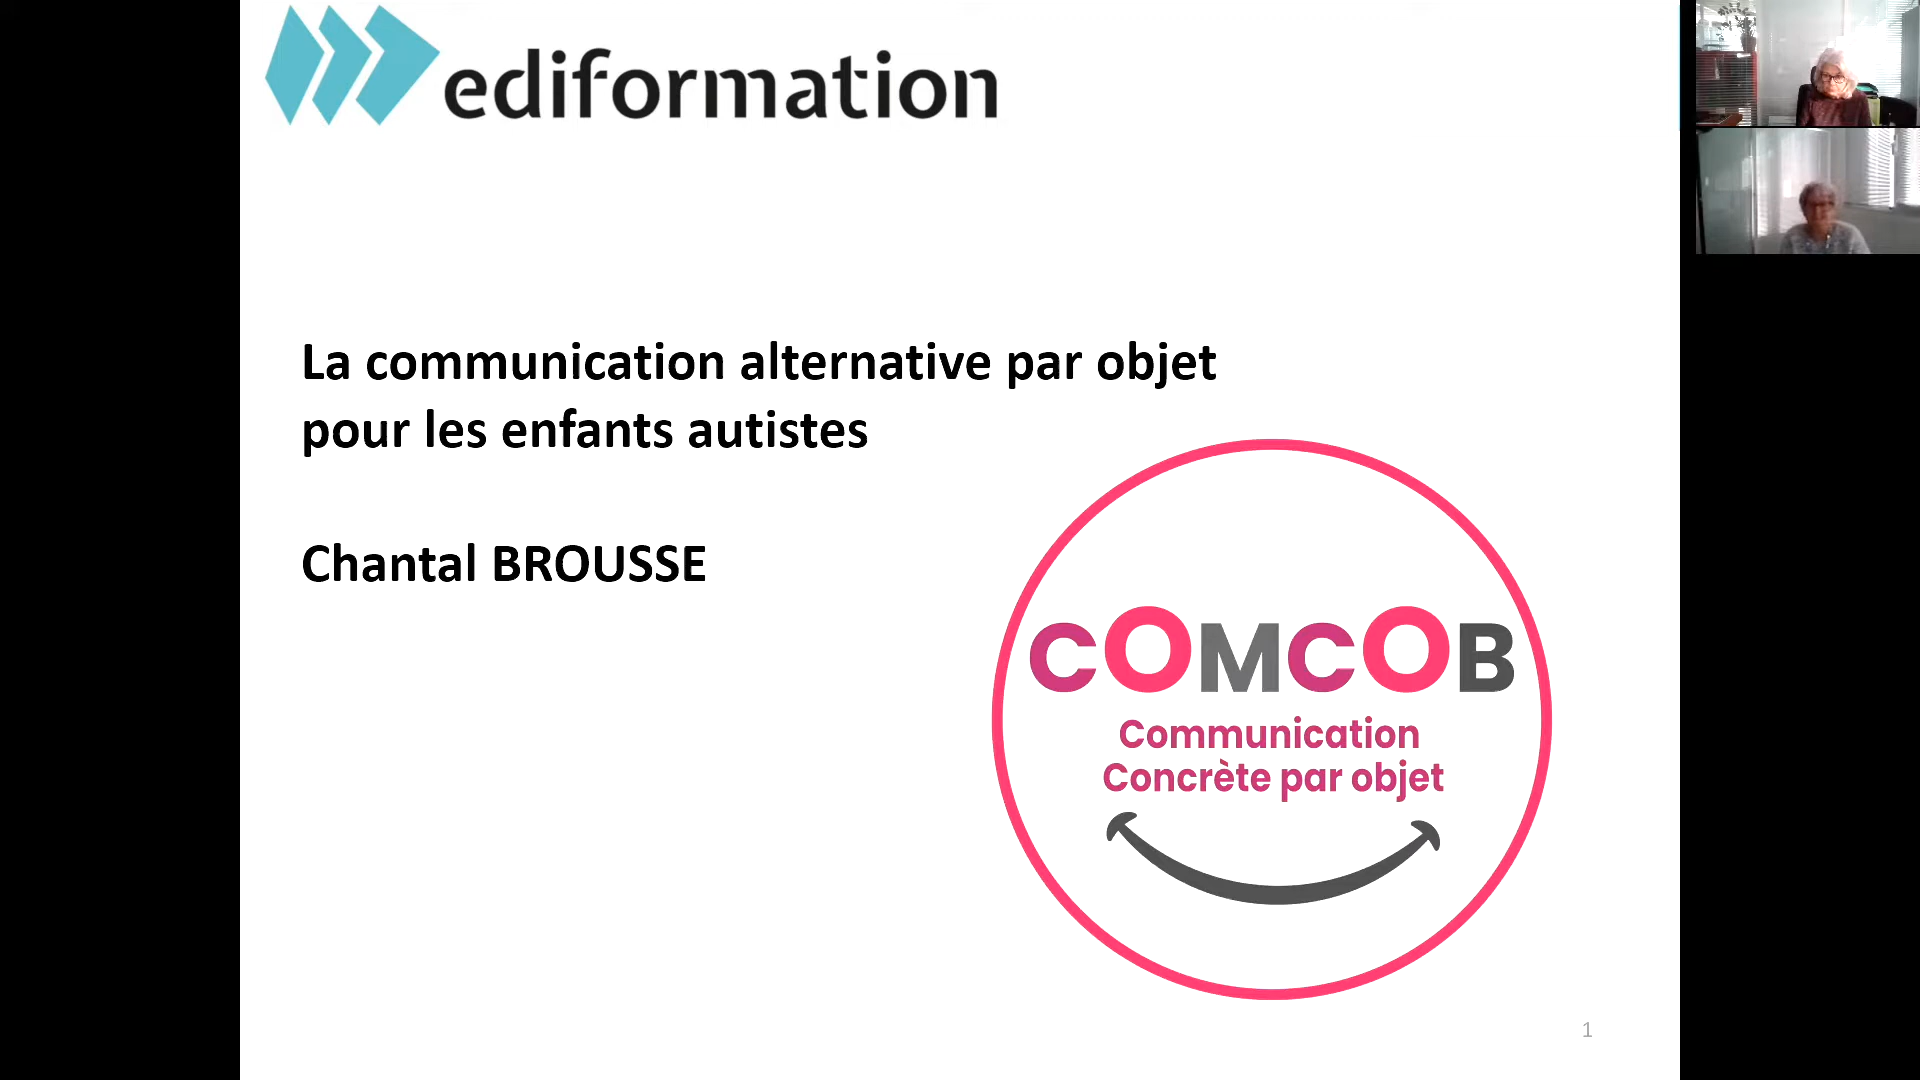 ediformation
La communication alternative par objet
pour les enfants autistes
Chantal BROUSSE
COMCOB
Communication
Concrète par objet
1